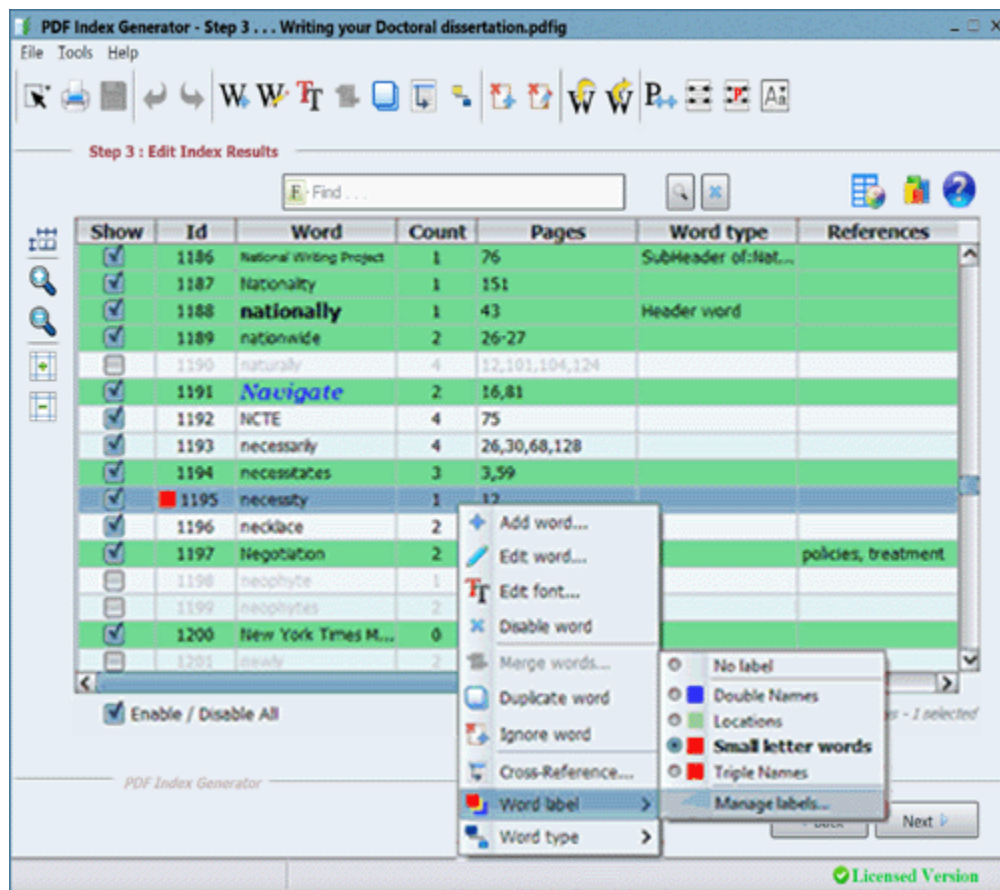 PDF Index Generator - Step 3 . . . Writing your Doctoral dissertation.pdfig
File Tools Help
Step 3 : Edit Index Results
Find . . .
Show Id Word Count Pages Word type References
1186 National Writing Project 1 76 SubHeader of:Nat...
1187 Nationality 1 151
1188 nationally 1 43 Header word
1189 nationwide 2 26-27
1190 naturally 4 12,101,104,124
1191 Navigate 2 16,81
1192 NCTE 4 75
1193 necessarily 4 26,30,68,128
1194 necessitates 3 3,59
1195 necessity 1 12
1196 necklace 2
1197 Negotiation 2 policies, treatment
1198 neophyte 1
1199 neophytes 2
1200 New York Times M... 0
1201 newly 2
Add word...
Edit word...
Edit font...
Disable word
Merge words...
Duplicate word
Ignore word
Cross-Reference...
Word label
Word type
No label
Double Names
Locations
Small letter words
Triple Names
Manage labels...
Enable / Disable All
- 1 selected
PDF Index Generator
Next
Licensed Version